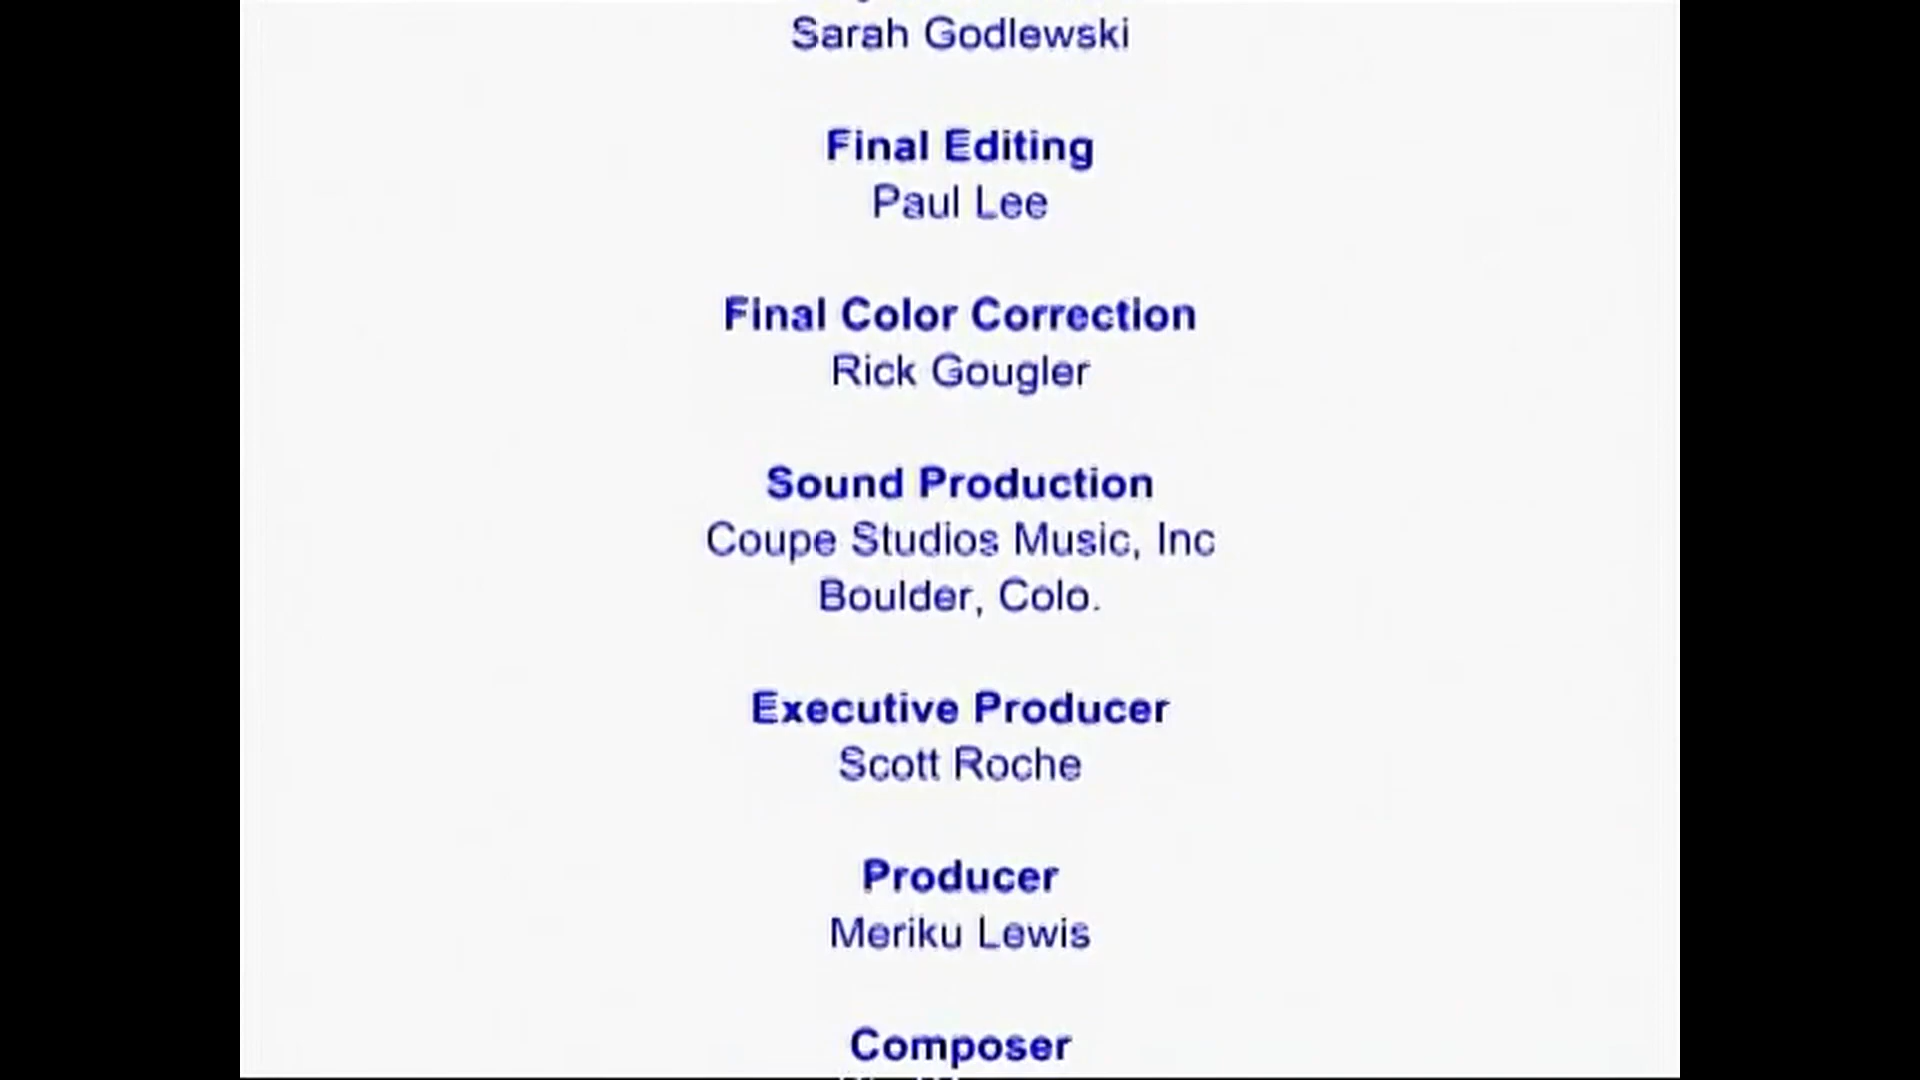 Sarah Godlewski
Final Editing
Paul Lee
Final Color Correction
Rick Gougler
Sound Production
Coupe Studios Music, Inc
Boulder, Colo.
Executive Producer
Scott Roche
Producer
Meriku Lewis
Composer